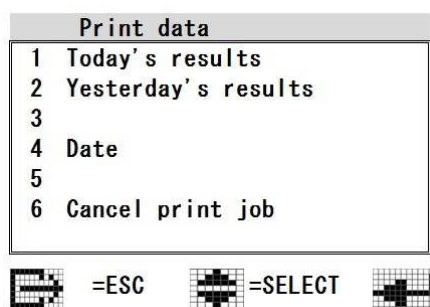 Print data
1 Today's results
2 Yesterday's results
3
4 Date
5
6 Cancel print job
=ESC =SELECT